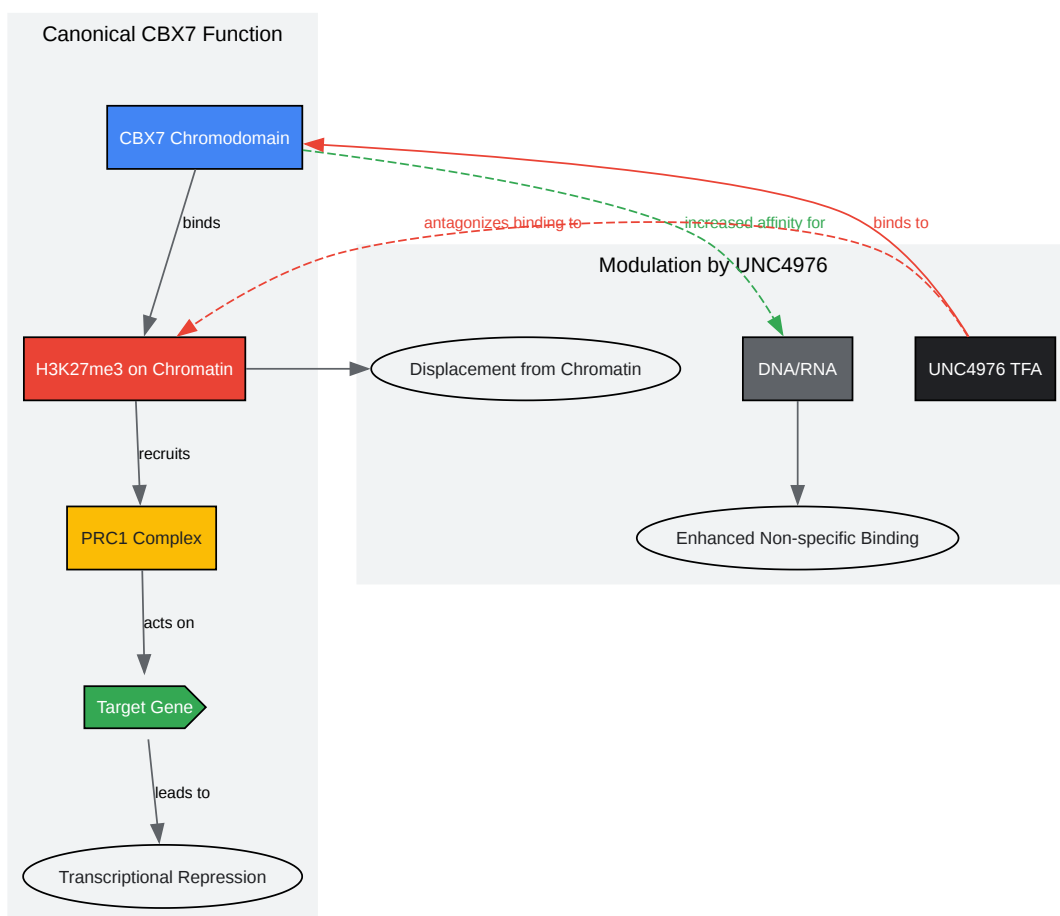 Canonical CBX7 Function
CBX7 Chromodomain
binds
antagonizes binding to
increased affinity for
binds to
Modulation by UNC4976
H3K27me3 on Chromatin
Displacement from Chromatin
DNA/RNA
UNC4976 TFA
recruits
PRC1 Complex
Enhanced Non-specific Binding
acts on
Target Gene
leads to
Transcriptional Repression